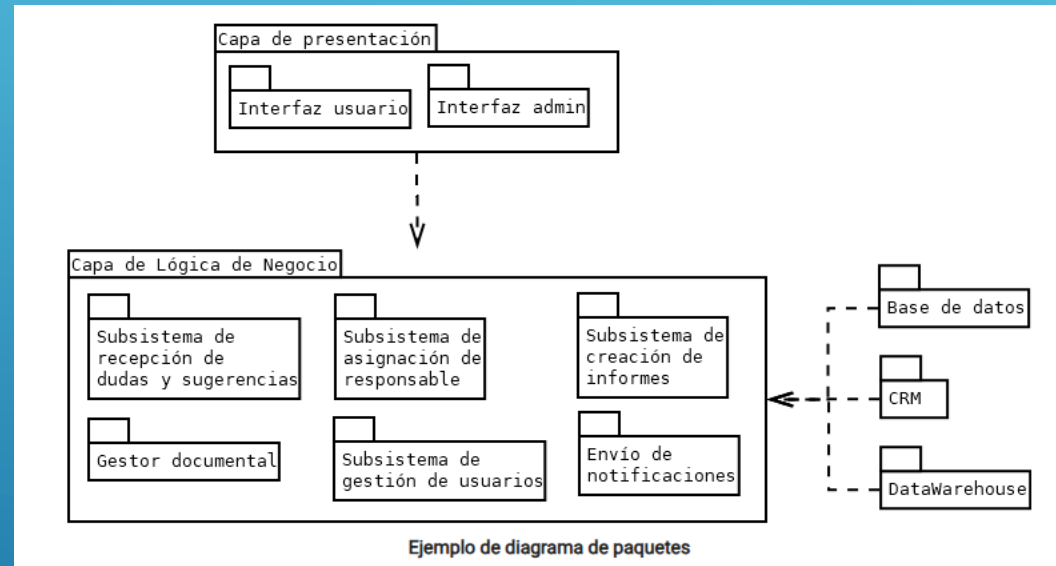 Capa de presentación
Interfaz usuario
Interfaz admin
Capa de Lógica de Negocio
Subsistema de
recepción de
dudas y sugerencias
Subsistema de
asignación de
responsable
Subsistema de
creación de
informes
Gestor documental
Subsistema de
gestión de usuarios
Envío de
notificaciones
Base de datos
CRM
DataWarehouse
Ejemplo de diagrama de paquetes